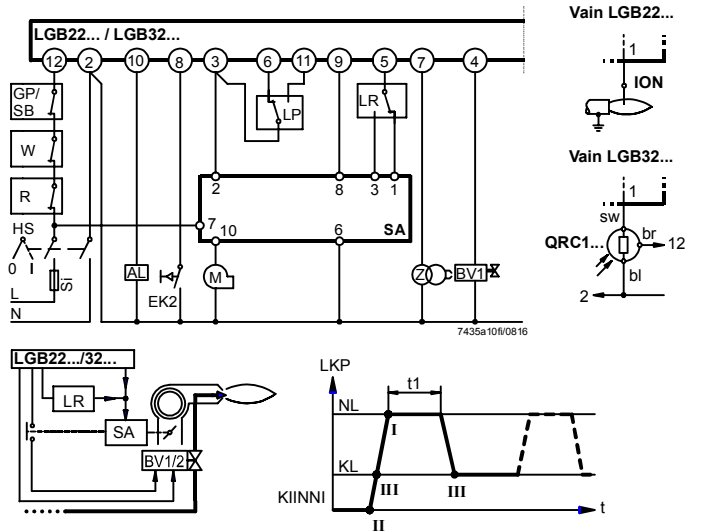 LGB22... / LGB32...
12 2 10 8 3 6 11 9 5 7 4
GP/
SB
LP
LR
W
R
2 8 3 1
7
10 6 SA
HS
0 I
Si
L
N
AL
EK2
M
Z
BV1
7435a10fi/0816
Vain LGB22...
1
ION
Vain LGB32...
1
sw
br
QRC1...
12
bl
2
LGB22.../32...
LR
SA
BV1/2
LKP
t1
NL
I
KL
III III
KIINNI
t
II